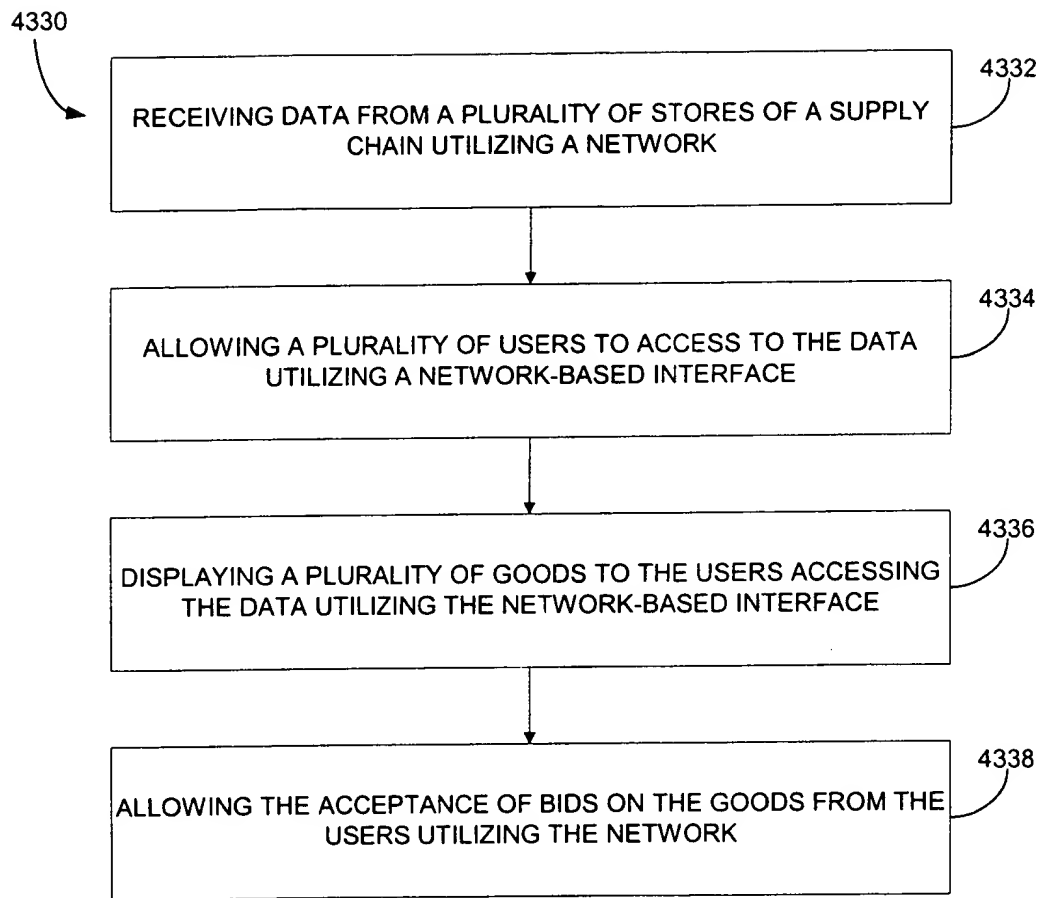 4330
4332
RECEIVING DATA FROM A PLURALITY OF STORES OF A SUPPLY
CHAIN UTILIZING A NETWORK
4334
ALLOWING A PLURALITY OF USERS TO ACCESS TO THE DATA
UTILIZING A NETWORK-BASED INTERFACE
4336
DISPLAYING A PLURALITY OF GOODS TO THE USERS ACCESSING
THE DATA UTILIZING THE NETWORK-BASED INTERFACE
4338
ALLOWING THE ACCEPTANCE OF BIDS ON THE GOODS FROM THE
USERS UTILIZING THE NETWORK